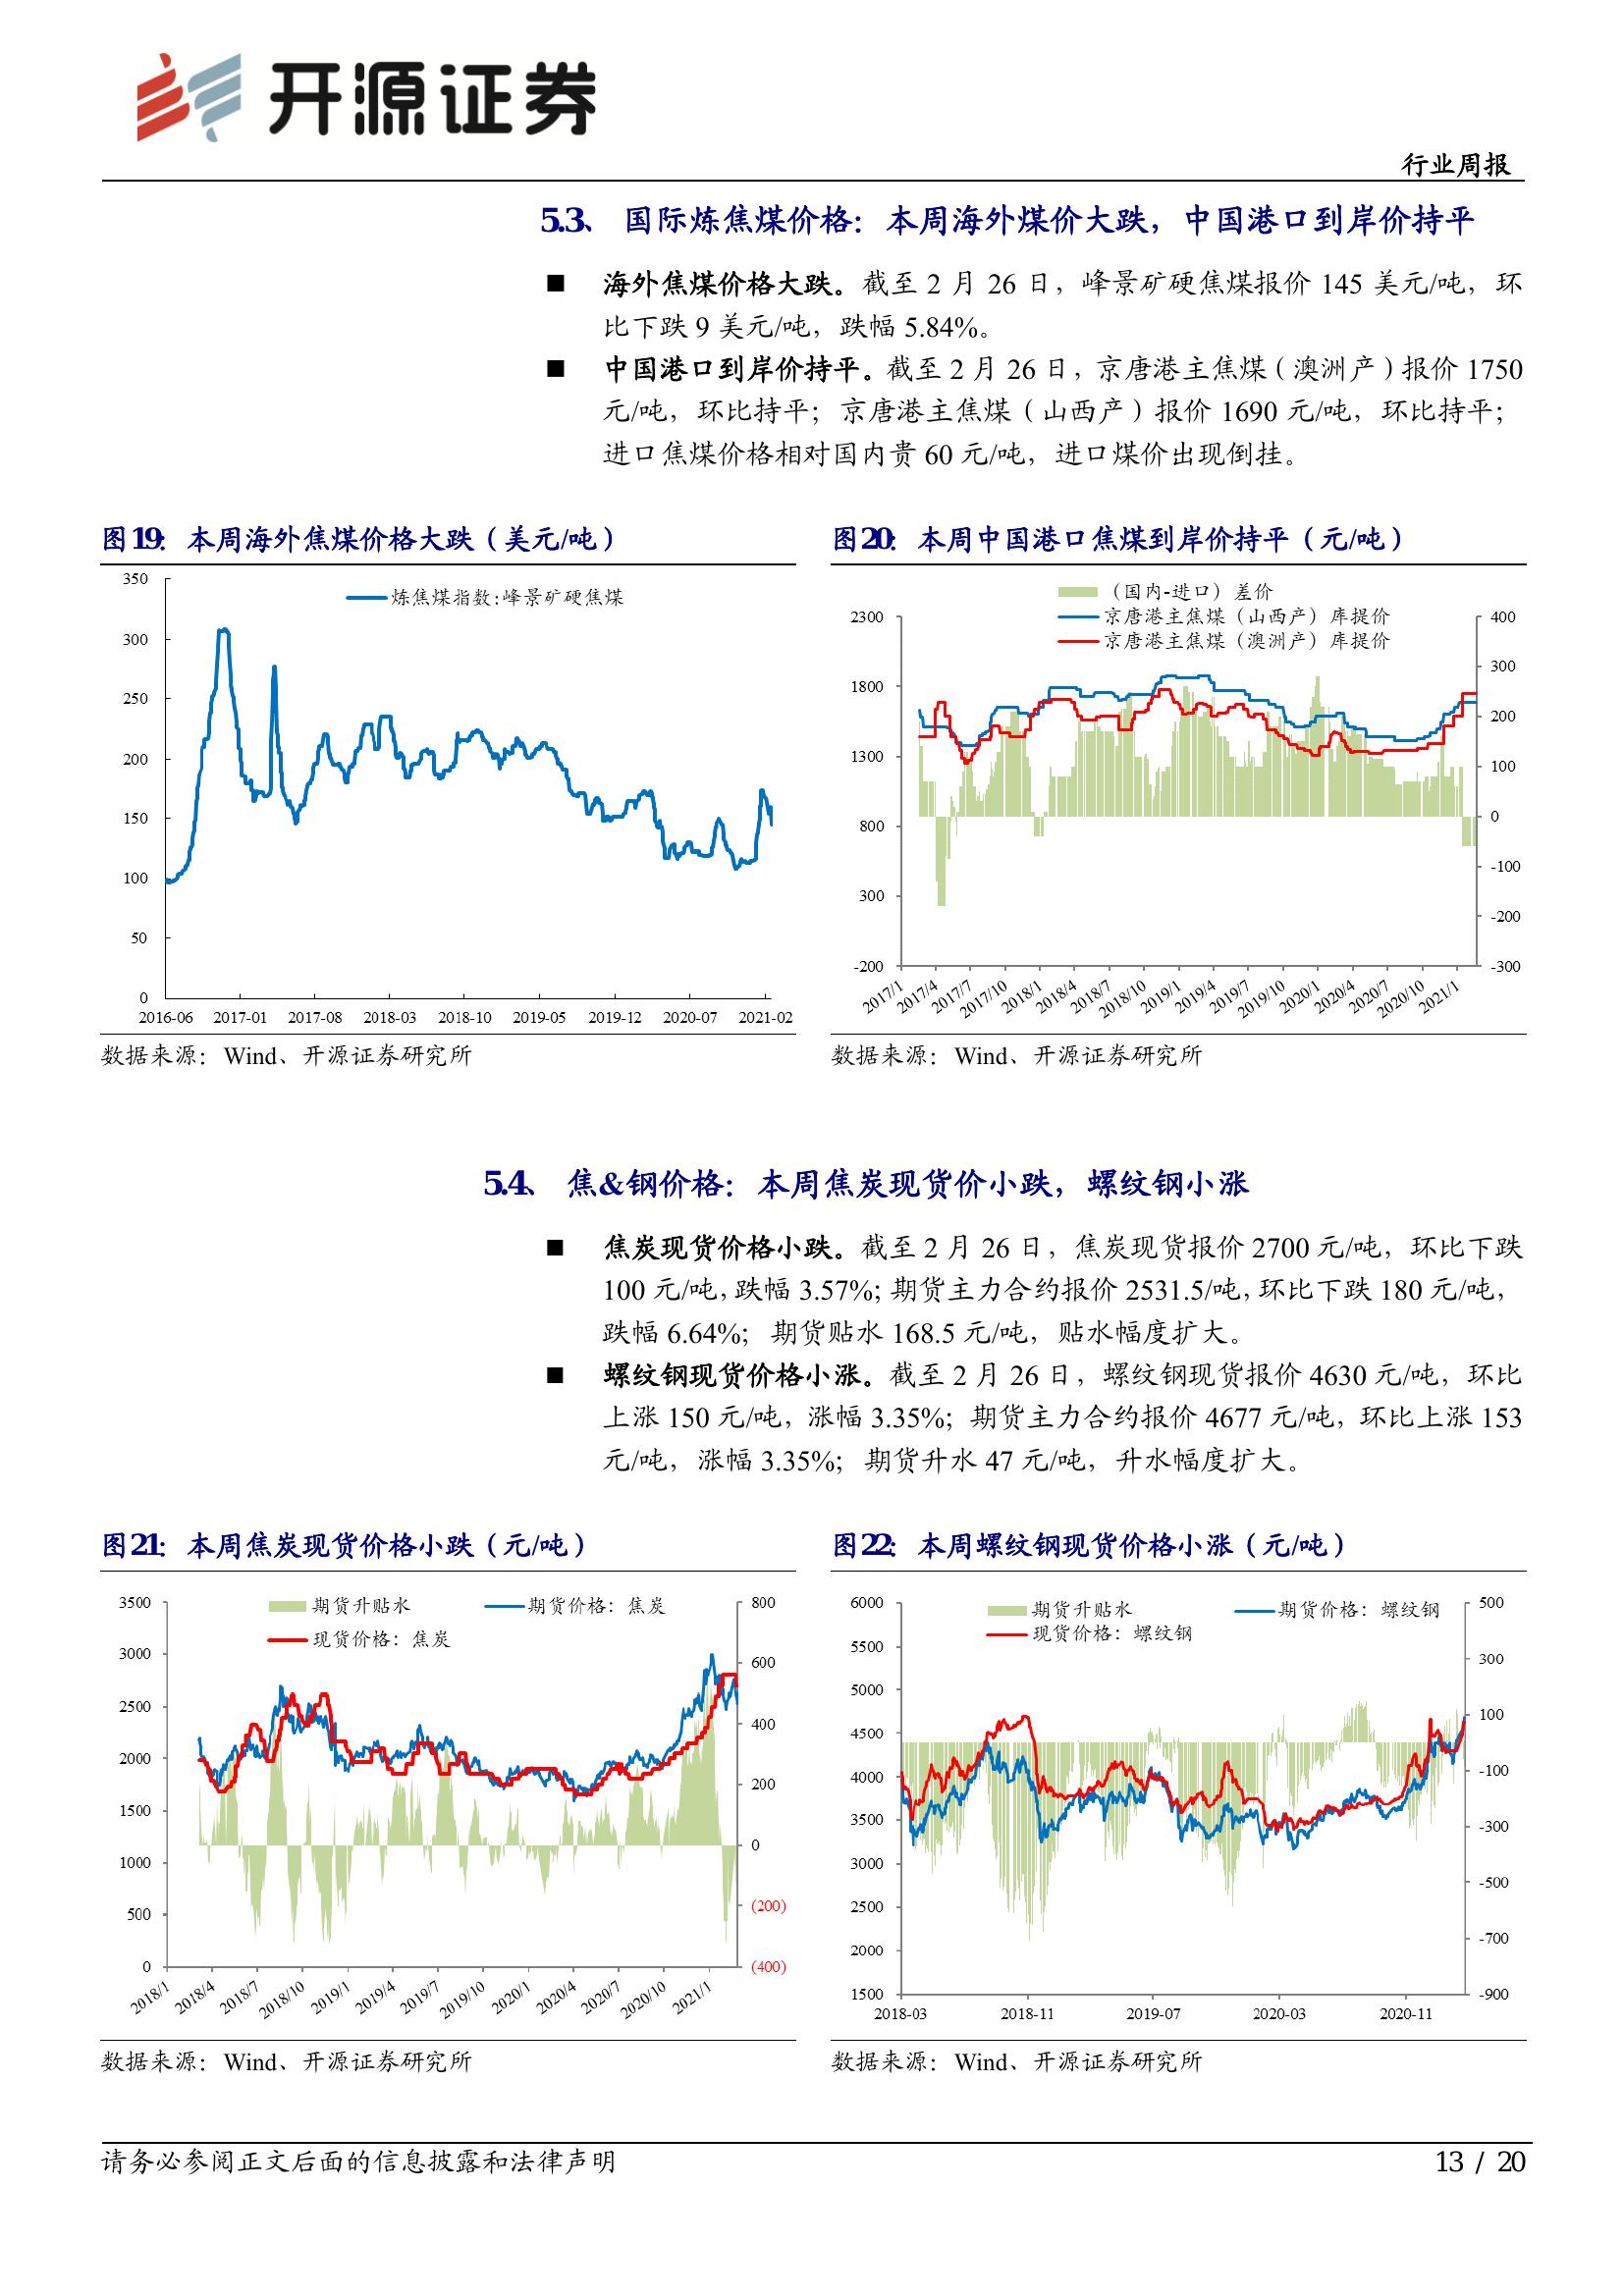 开源证券
行业周报
5.3、 国际炼焦煤价格：本周海外煤价大跌，中国港口到岸价持平
■ 海外焦煤价格大跌。截至 2 月 26 日，峰景矿硬焦煤报价 145 美元/吨，环
比下跌 9 美元/吨，跌幅 5.84%。
■ 中国港口到岸价持平。截至 2 月 26 日，京唐港主焦煤（澳洲产）报价 1750
元/吨，环比持平；京唐港主焦煤（山西产）报价 1690 元/吨，环比持平；
进口焦煤价格相对国内贵 60 元/吨，进口煤价出现倒挂。
图19：本周海外焦煤价格大跌（美元/吨）
350
300
250
200
150
100
50
0
炼焦煤指数:峰景矿硬焦煤
2016-06 2017-01 2017-08 2018-03 2018-10 2019-05 2019-12 2020-07 2021-02
数据来源：Wind、开源证券研究所
图20：本周中国港口焦煤到岸价持平（元/吨）
（国内-进口）差价
京唐港主焦煤（山西产）库提价
京唐港主焦煤（澳洲产）库提价
2300
1800
1300
800
300
-200
400
300
200
100
0
-100
-200
-300
2017/1 2017/4 2017/7 2017/10 2018/1 2018/4 2018/7 2018/10 2019/1 2019/4 2019/7 2019/10 2020/1 2020/4 2020/7 2020/10 2021/1
数据来源：Wind、开源证券研究所
5.4、 焦&钢价格：本周焦炭现货价小跌，螺纹钢小涨
■ 焦炭现货价格小跌。截至 2 月 26 日，焦炭现货报价 2700 元/吨，环比下跌
100 元/吨，跌幅 3.57%；期货主力合约报价 2531.5/吨，环比下跌 180 元/吨，
跌幅 6.64%；期货贴水 168.5 元/吨，贴水幅度扩大。
■ 螺纹钢现货价格小涨。截至 2 月 26 日，螺纹钢现货报价 4630 元/吨，环比
上涨 150 元/吨，涨幅 3.35%；期货主力合约报价 4677 元/吨，环比上涨 153
元/吨，涨幅 3.35%；期货升水 47 元/吨，升水幅度扩大。
图21：本周焦炭现货价格小跌（元/吨）
期货升贴水 期货价格：焦炭
现货价格：焦炭
3500
3000
2500
2000
1500
1000
500
0
800
600
400
200
0
(200)
(400)
2018/1 2018/4 2018/7 2018/10 2019/1 2019/4 2019/7 2019/10 2020/1 2020/4 2020/7 2020/10 2021/1
数据来源：Wind、开源证券研究所
图22：本周螺纹钢现货价格小涨（元/吨）
期货升贴水 期货价格：螺纹钢
现货价格：螺纹钢
6000
5500
5000
4500
4000
3500
3000
2500
2000
1500
500
300
100
-100
-300
-500
-700
-900
2018-03 2018-11 2019-07 2020-03 2020-11
数据来源：Wind、开源证券研究所
请务必参阅正文后面的信息披露和法律声明
13 / 20